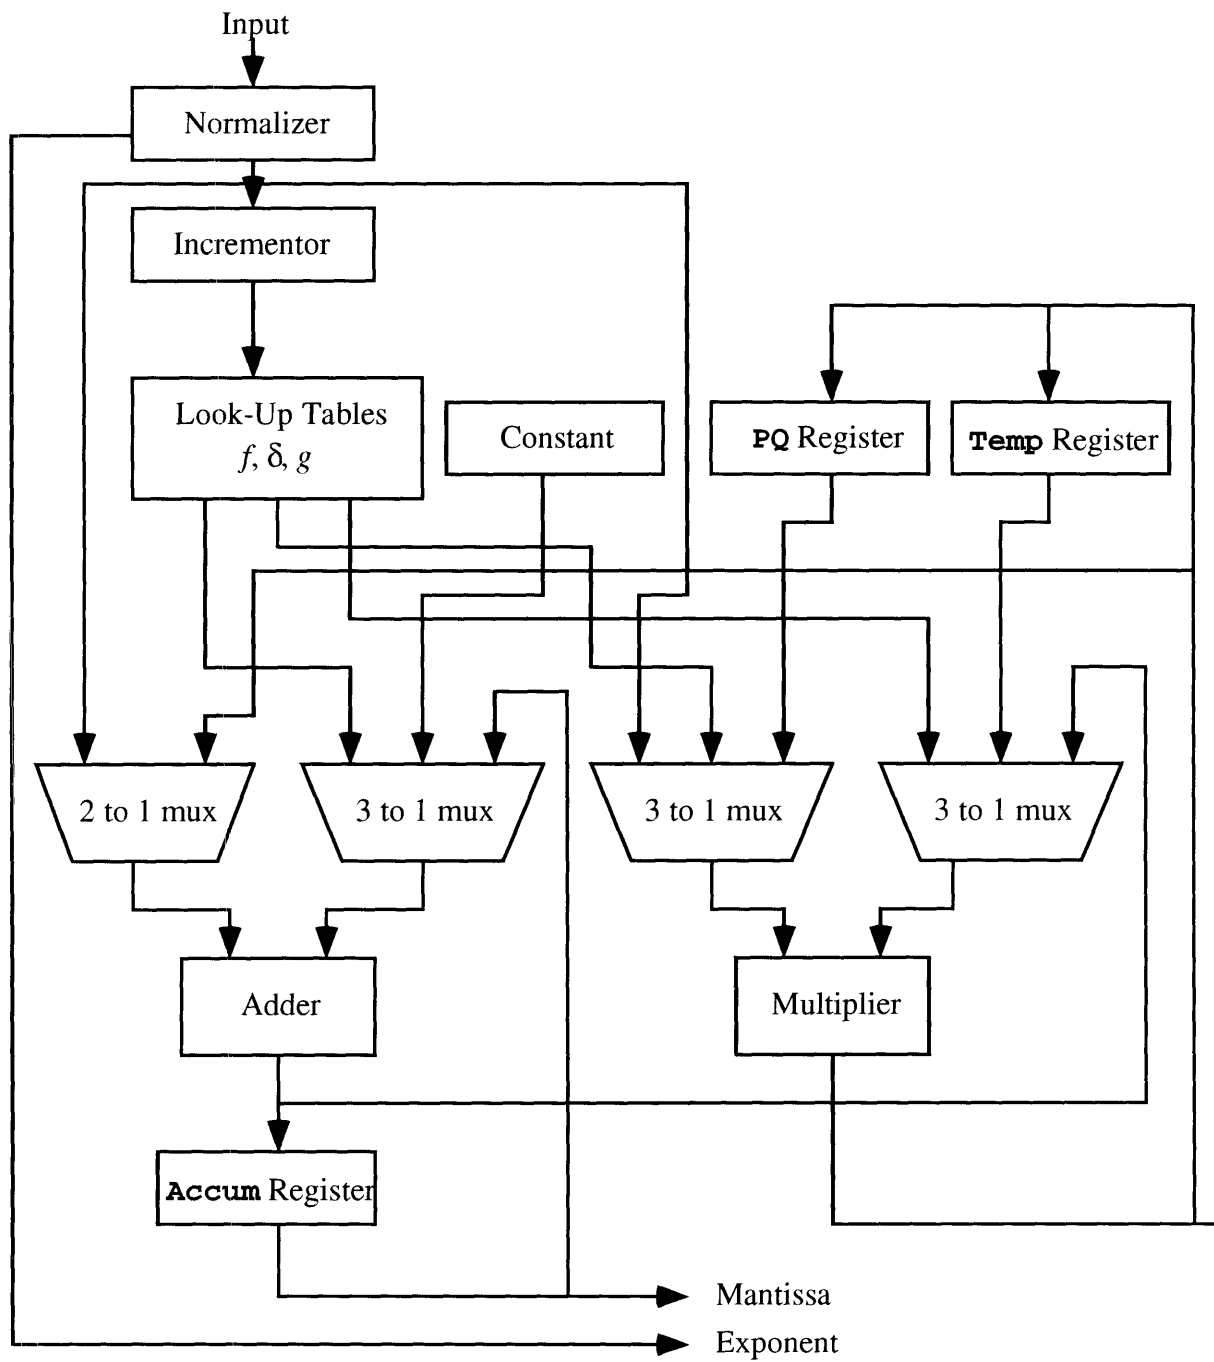 Input
Normalizer
Incrementor
Look-Up Tables
f, δ, g
Constant
PQ Register
Temp Register
2 to 1 mux
3 to 1 mux
3 to 1 mux
3 to 1 mux
Adder
Multiplier
Accum Register
Mantissa
Exponent